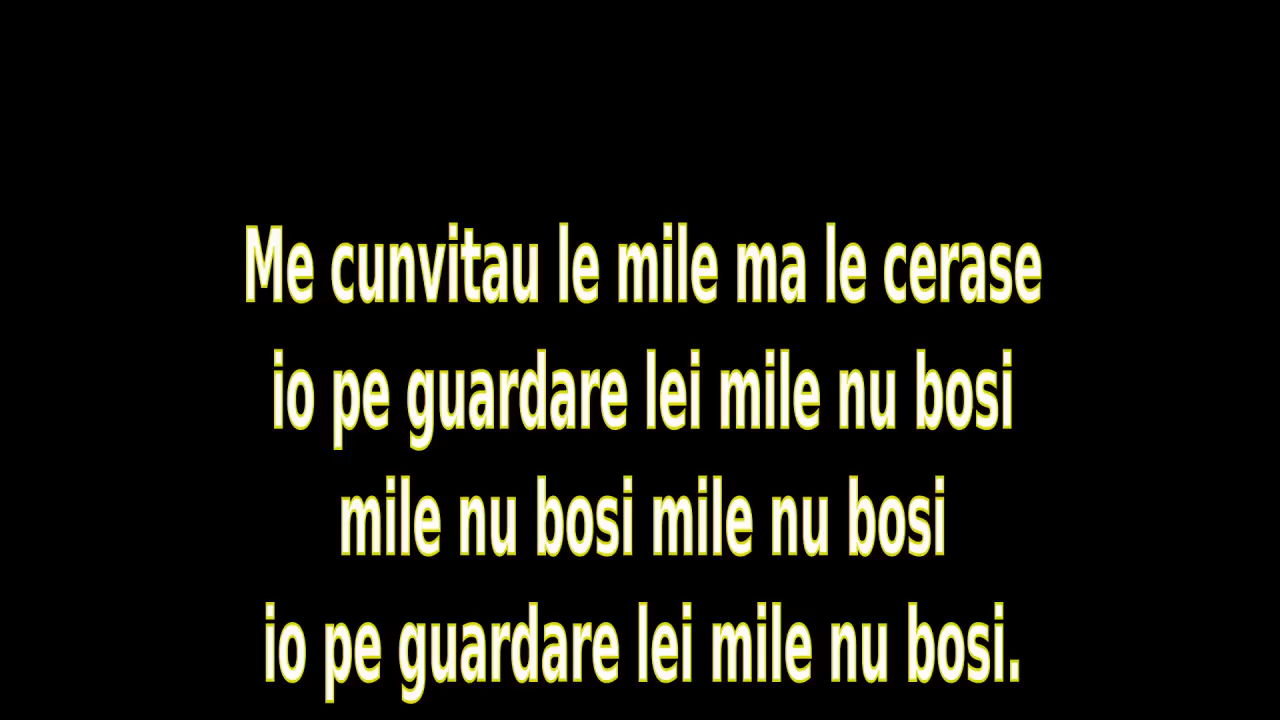 Me cunvitau le mile ma le cerase
io pe guardare lei mile nu bosi
mile nu bosi mile nu bosi
io pe guardare lei mile nu bosi.